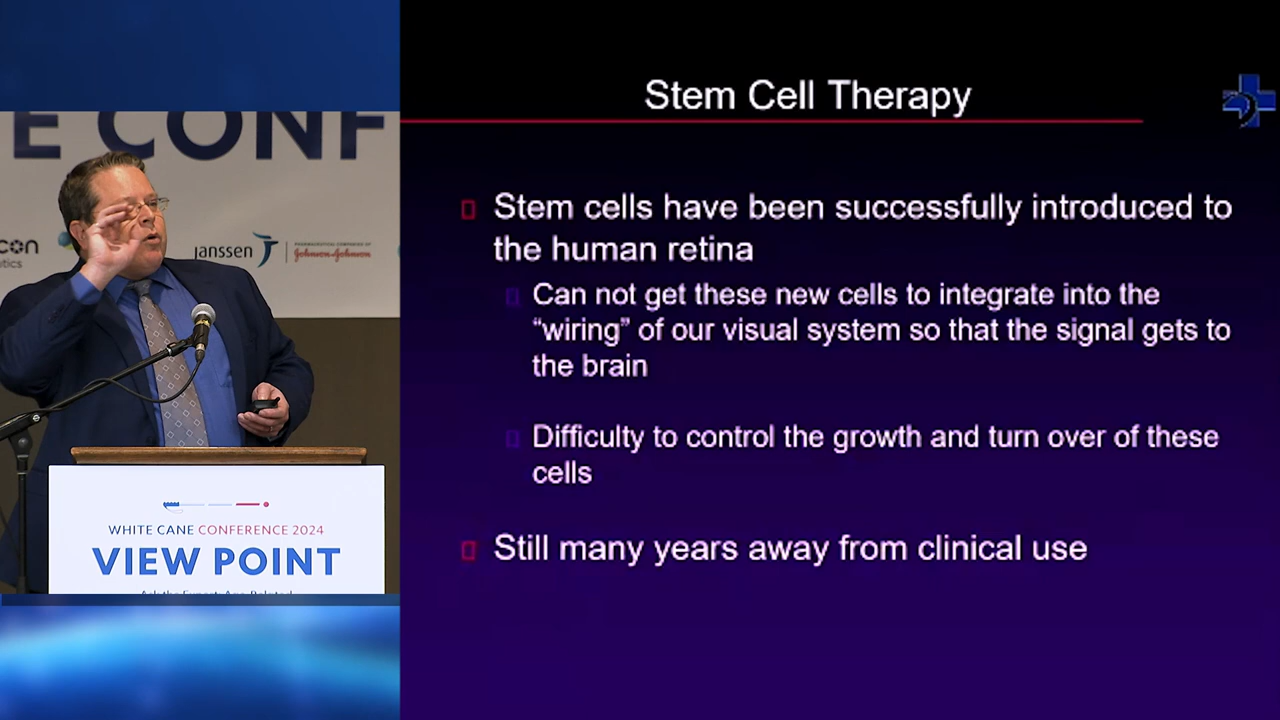 E CONF
con
tics
Janssen
PHARMACEUTICAL COMPANIES OF
Johnson & Johnson
WHITE CANE CONFERENCE 2024
VIEW POINT
Stem Cell Therapy
Stem cells have been successfully introduced to
the human retina
Can not get these new cells to integrate into the
“wiring” of our visual system so that the signal gets to
the brain
Difficulty to control the growth and turn over of these
cells
Still many years away from clinical use